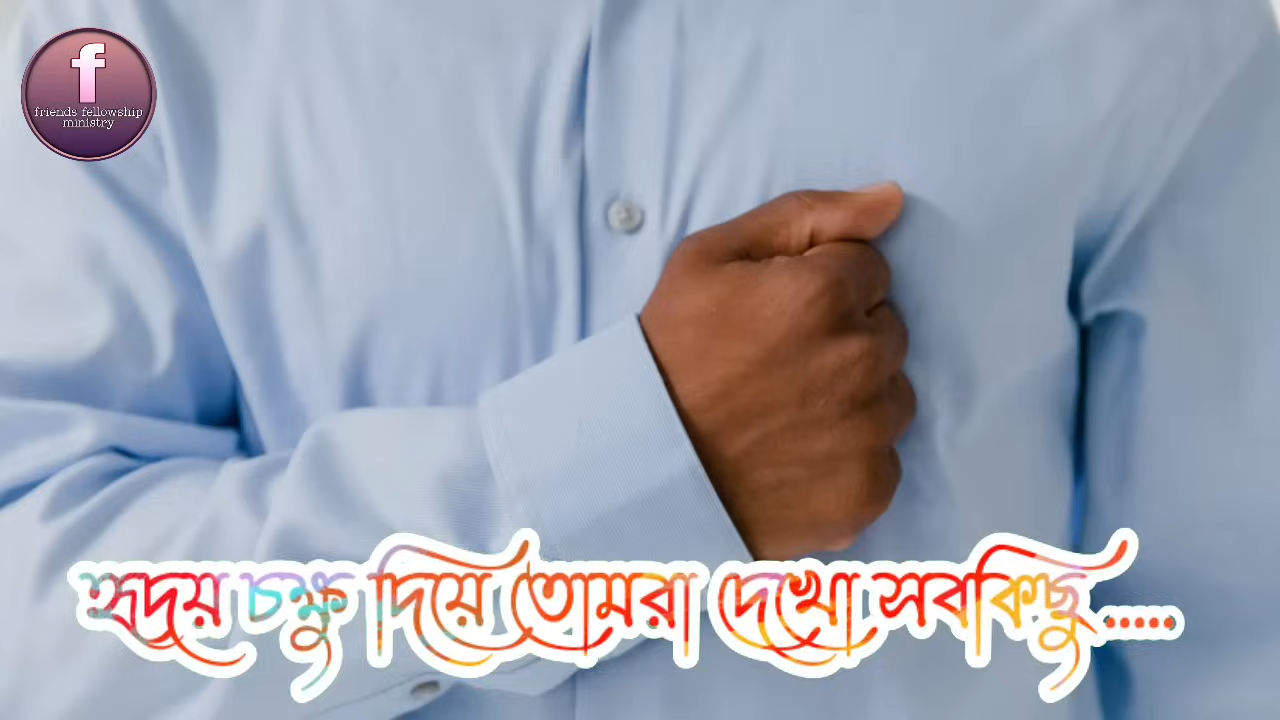 f
friends fellowship
ministry
হৃদয় চক্ষু দিয়ে তোমরা দেখো সবকিছু .....